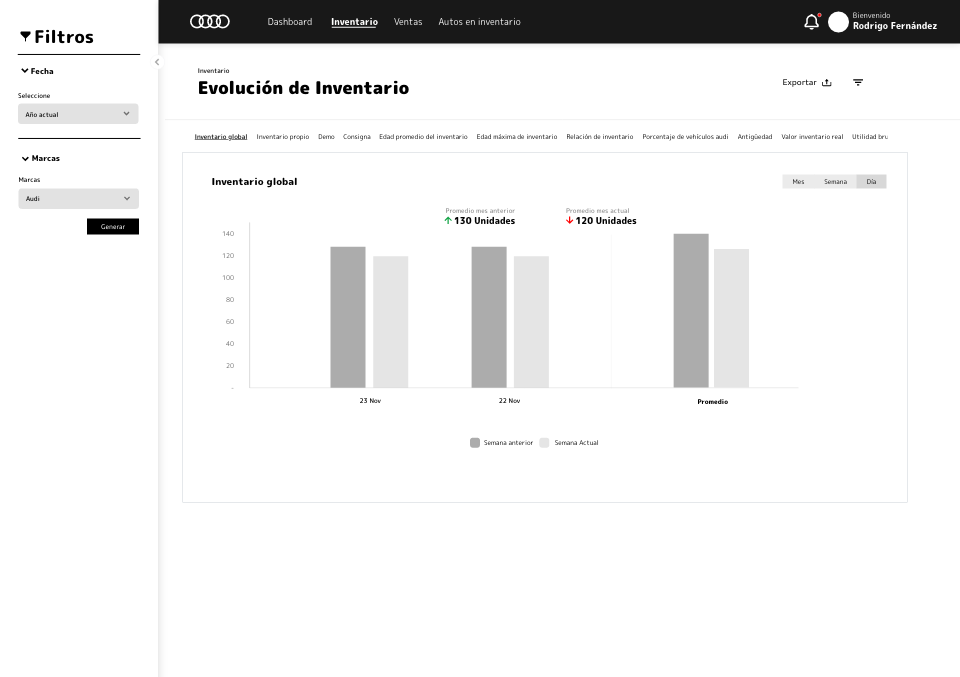 Filtros
Fecha
Seleccione
Año actual
Marcas
Marcas
Audi
Generar
Dashboard Inventario Ventas Autos en inventario
Bienvenido
Rodrigo Fernández
Inventario
Evolución de Inventario
Exportar
Inventario global Inventario propio Demo Consigna Edad promedio del inventario Edad máxima de inventario Relación de inventario Porcentaje de vehículos audi Antigüedad Valor inventario real Utilidad bru
Inventario global
Mes Semana Día
Promedio mes anterior Promedio mes actual
130 Unidades 120 Unidades
140
120
100
80
60
40
20
-
23 Nov 22 Nov Promedio
Semana anterior Semana Actual